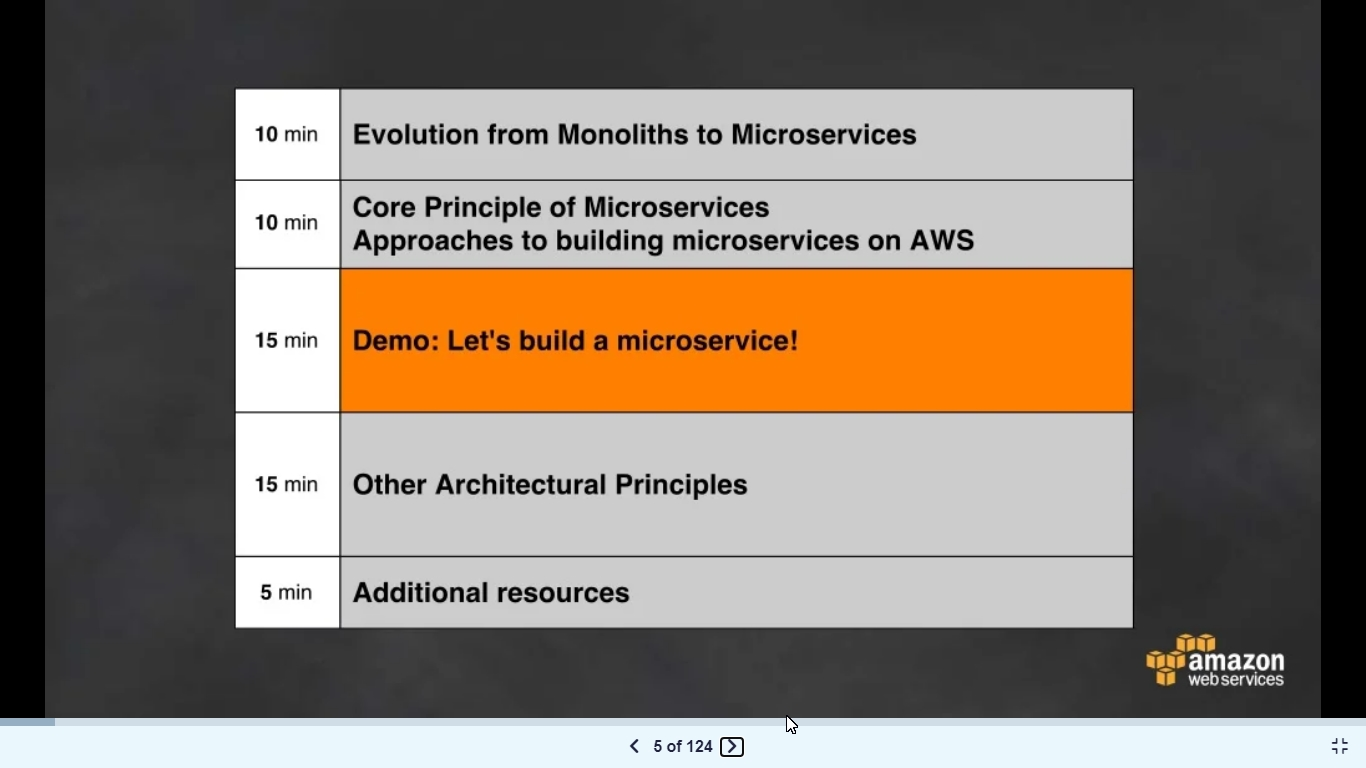 10 min
Evolution from Monoliths to Microservices
10 min
Core Principle of Microservices
Approaches to building microservices on AWS
15 min
Demo: Let's build a microservice!
15 min
Other Architectural Principles
5 min
Additional resources
amazon
webservices
5 of 124